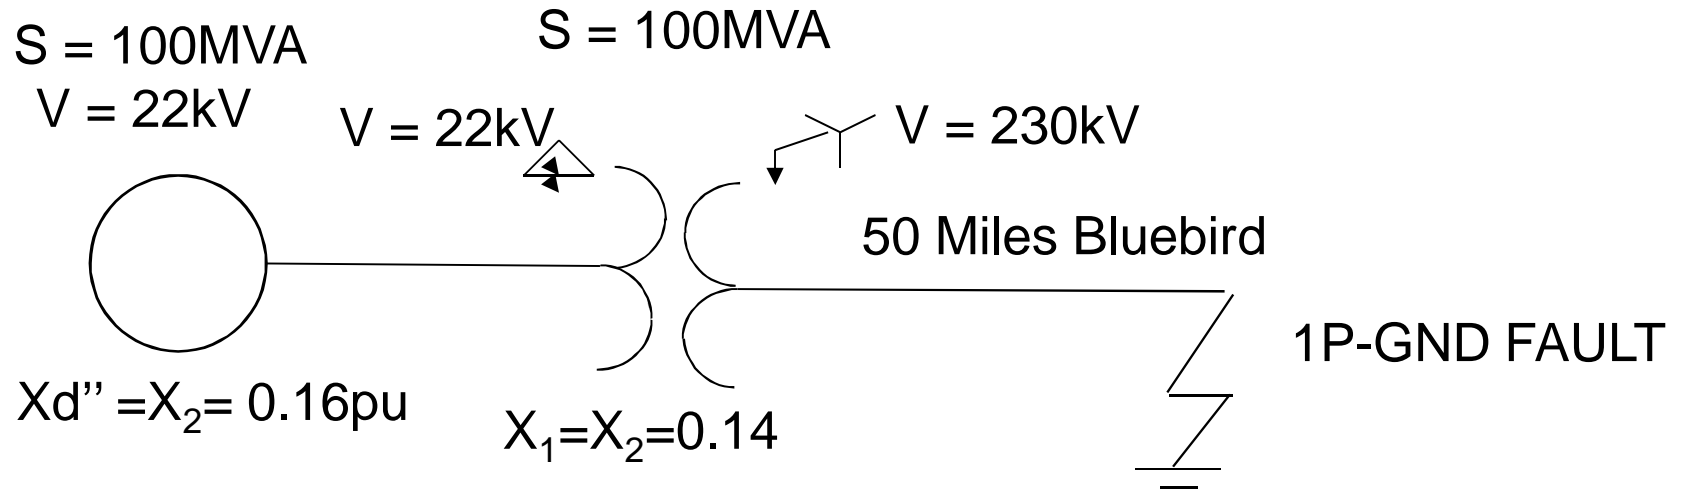 S = 100MVA
V = 22kV
S = 100MVA
V = 22kV
V = 230kV
50 Miles Bluebird
1P-GND FAULT
Xd’’ =X₂= 0.16pu
X₁=X₂=0.14